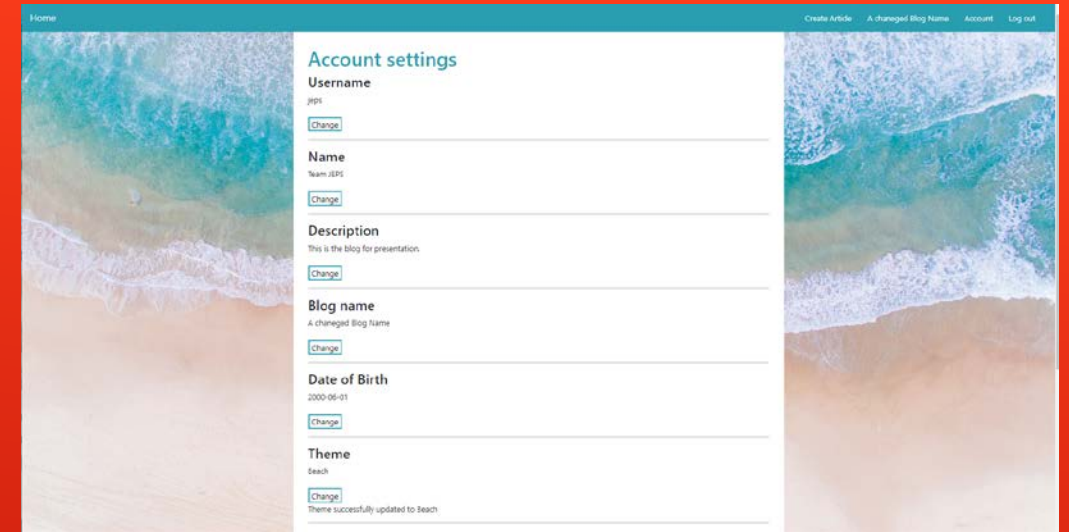 Home Create Article A chaneged Blog Name Account Log out
Account settings
Username
jeps
Change
Name
Team JEPS
Change
Description
This is the blog for presentation.
Change
Blog name
A chaneged Blog Name
Change
Date of Birth
2000-06-01
Change
Theme
Beach
Change
Theme successfully updated to Beach